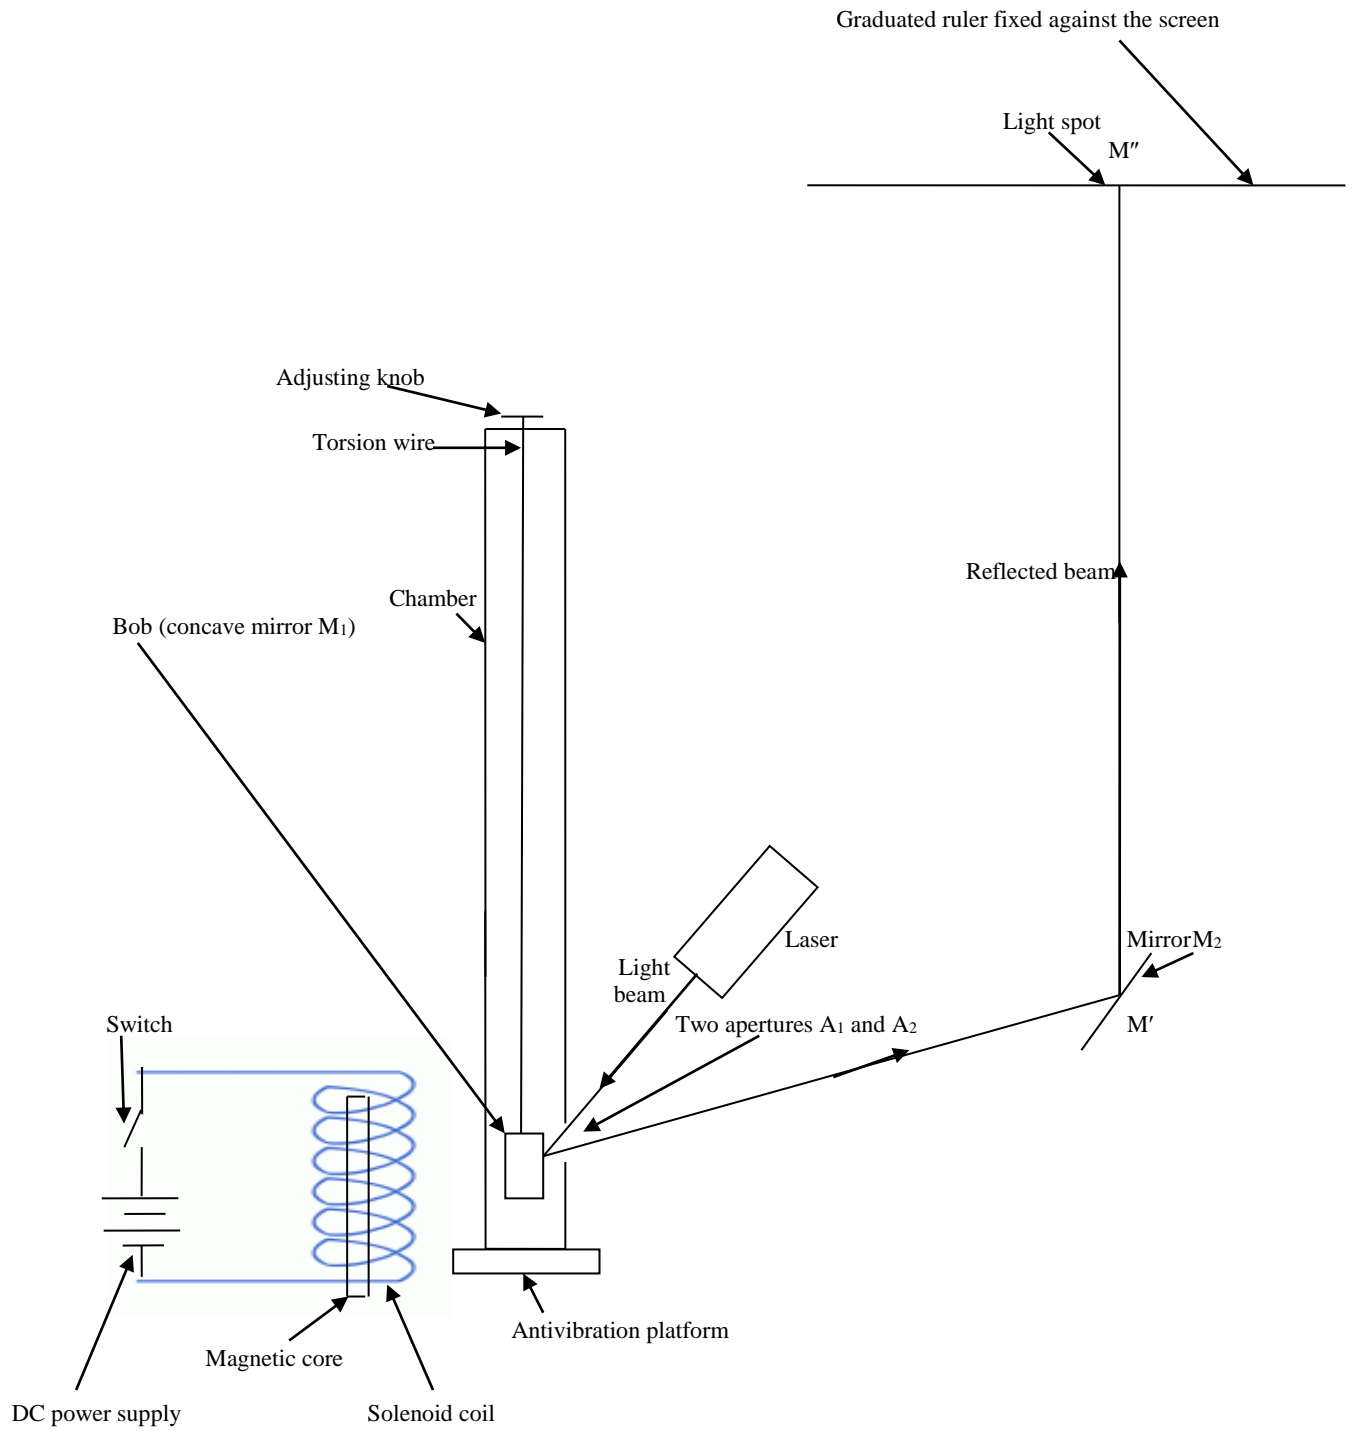 Graduated ruler fixed against the screen
Light spot
M″
Adjusting knob
Torsion wire
Reflected beam
Chamber
Bob (concave mirror M₁)
Laser
MirrorM₂
Light
beam
Switch
Two apertures A₁ and A₂
M′
Antivibration platform
Magnetic core
DC power supply
Solenoid coil